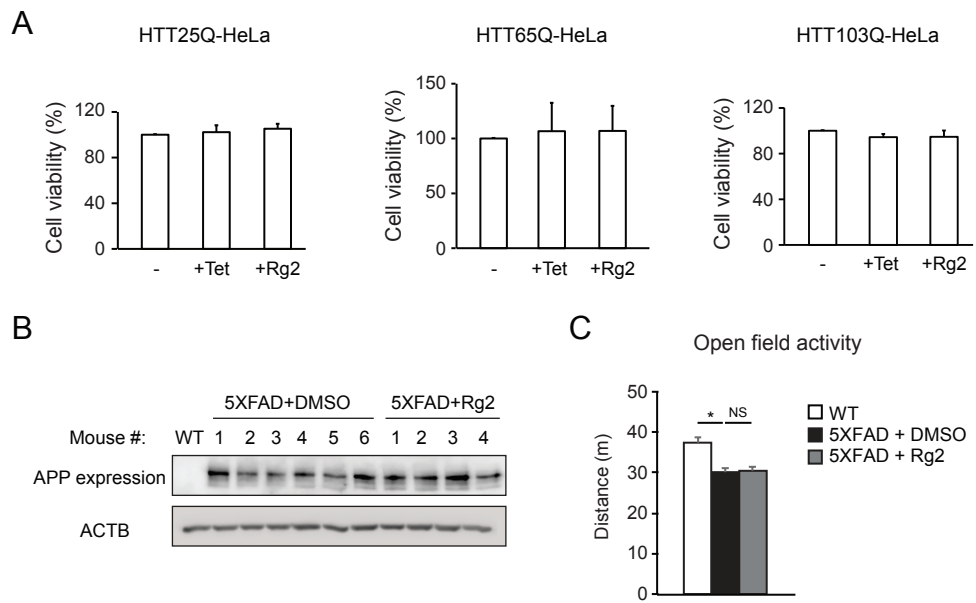 A
HTT25Q-HeLa
HTT65Q-HeLa
HTT103Q-HeLa
Cell viability (%)
120
80
40
0
- +Tet +Rg2
Cell viability (%)
150
100
50
0
- +Tet +Rg2
Cell viability (%)
120
80
40
0
- +Tet +Rg2
B
5XFAD+DMSO 5XFAD+Rg2
Mouse #: WT 1 2 3 4 5 6 1 2 3 4
APP expression
ACTB
C
Open field activity
Distance (m)
50
40
30
20
10
0
* NS
WT
5XFAD + DMSO
5XFAD + Rg2